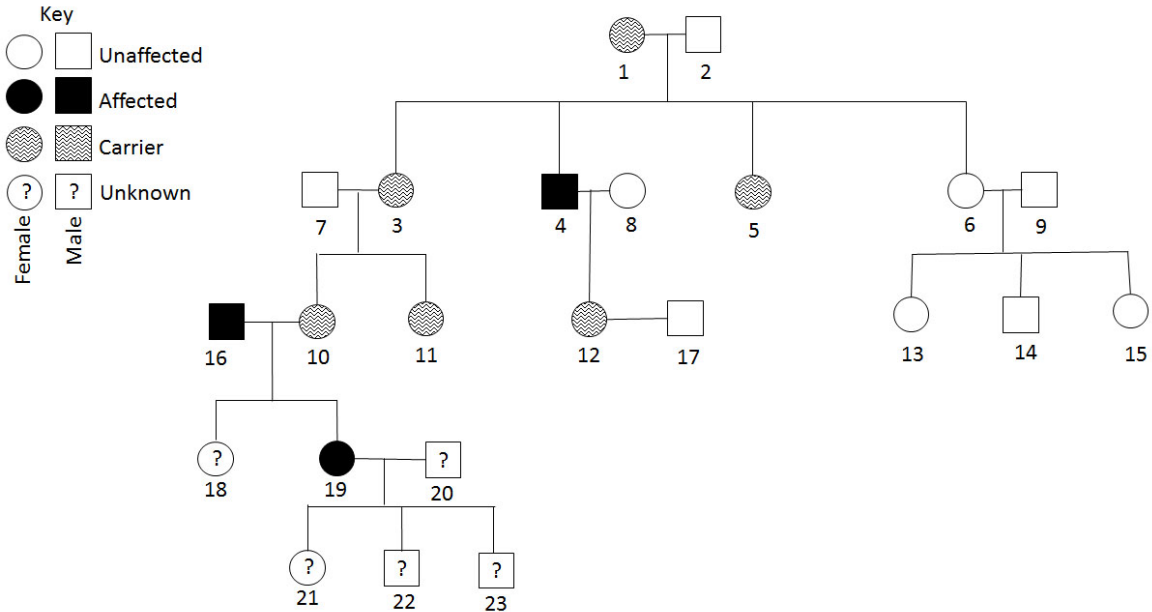 Key
Unaffected
Affected
Carrier
? ? Unknown
Female Male
1 2
7 3 4 8 5 6 9
16 10 11 12 17 13 14 15
? ? 
18 19 20
? ? ?
21 22 23